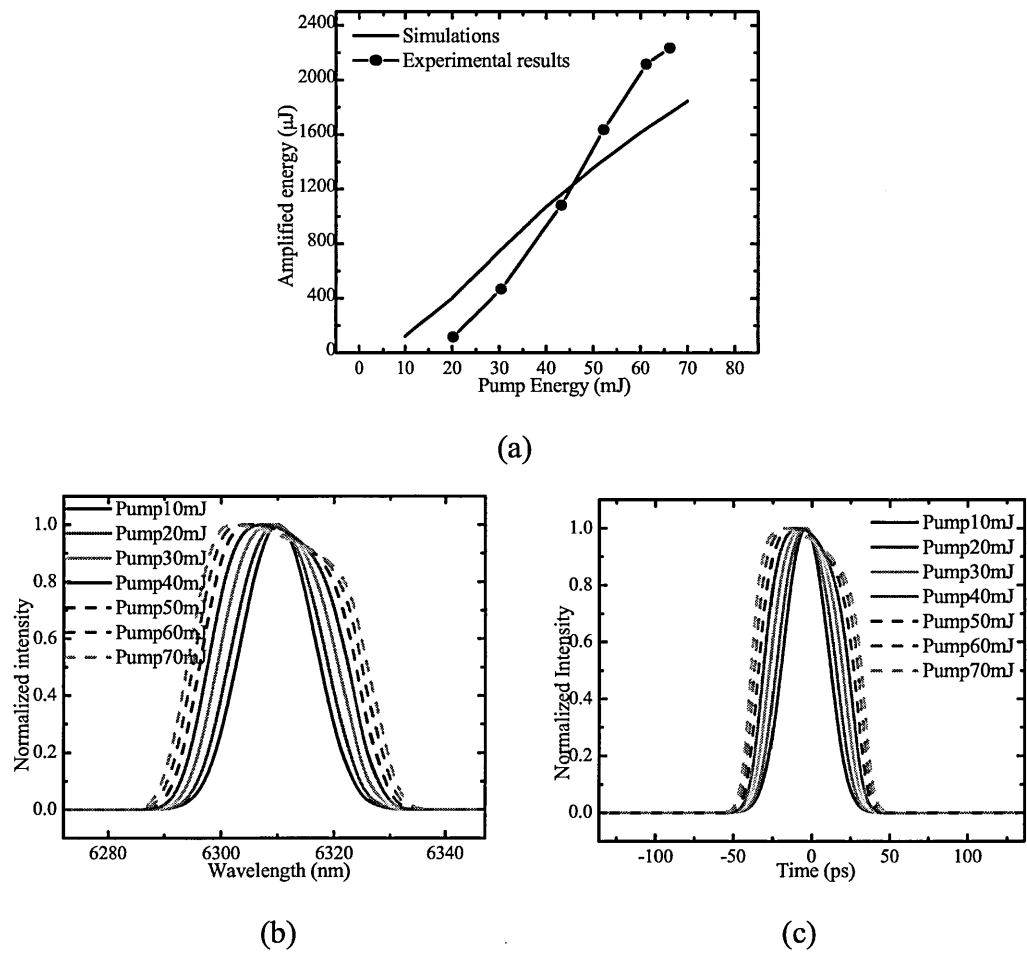 2400
2000
1600
1200
800
400
0
Amplified energy (μJ)
Simulations
Experimental results
0 10 20 30 40 50 60 70 80
Pump Energy (mJ)
(a)
1.0
0.8
0.6
0.4
0.2
0.0
Normalized intensity
Pump10mJ
Pump20mJ
Pump30mJ
Pump40mJ
Pump50mJ
Pump60mJ
Pump70mJ
6280 6300 6320 6340
Wavelength (nm)
(b)
1.0
0.8
0.6
0.4
0.2
0.0
Normalized Intensity
Pump10mJ
Pump20mJ
Pump30mJ
Pump40mJ
Pump50mJ
Pump60mJ
Pump70mJ
-100 -50 0 50 100
Time (ps)
(c)